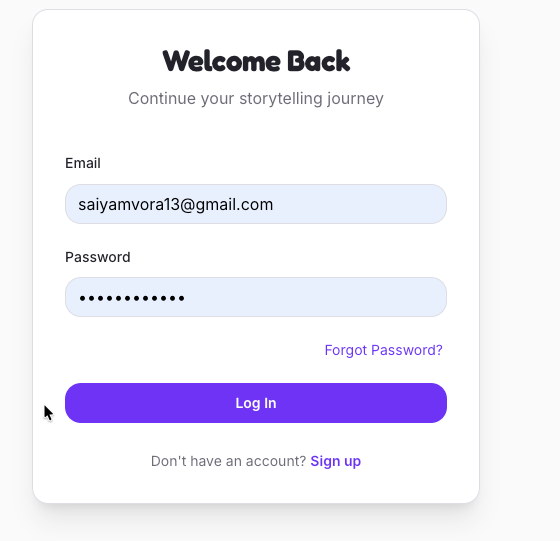 Welcome Back
Continue your storytelling journey
Email
saiyamvora13@gmail.com
Password
••••••••••••
Forgot Password?
Log In
Don't have an account? Sign up